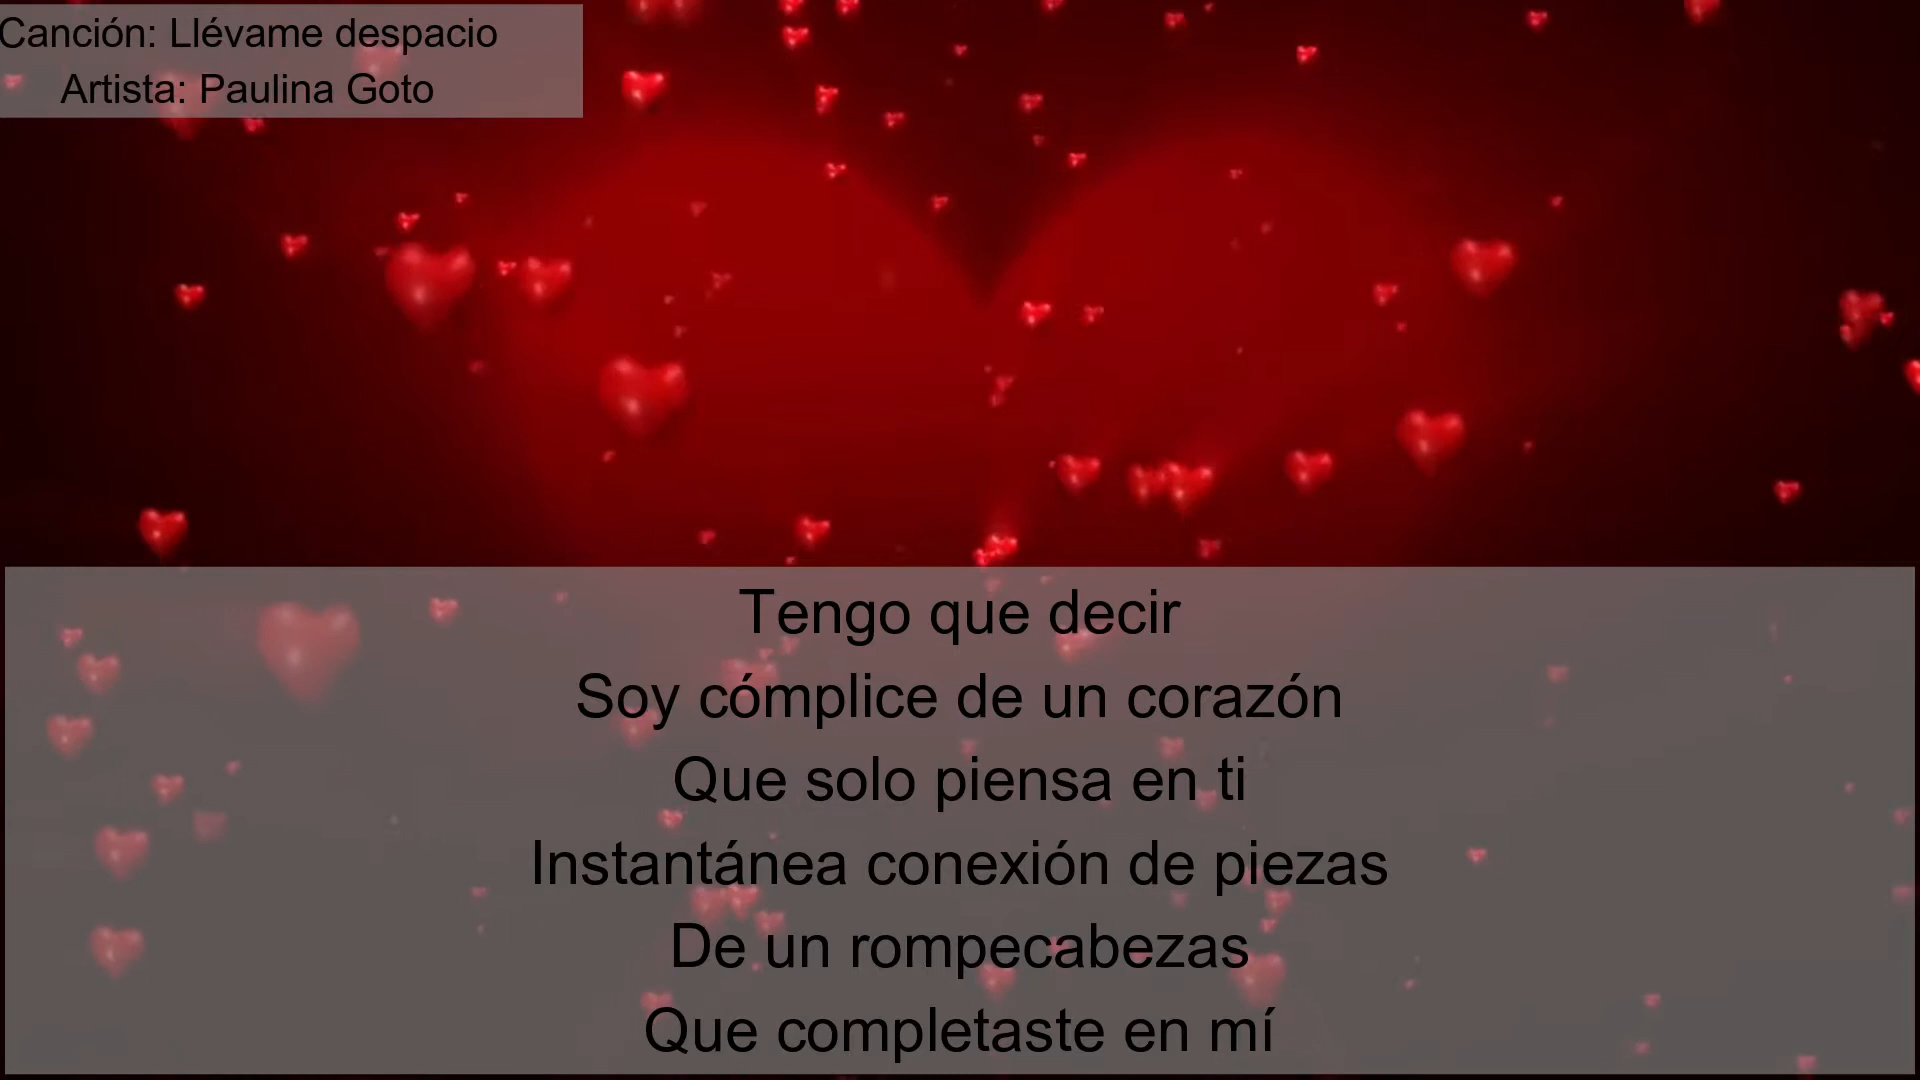 Canción: Llévame despacio
Artista: Paulina Goto
Tengo que decir
Soy cómplice de un corazón
Que solo piensa en ti
Instantánea conexión de piezas
De un rompecabezas
Que completaste en mí